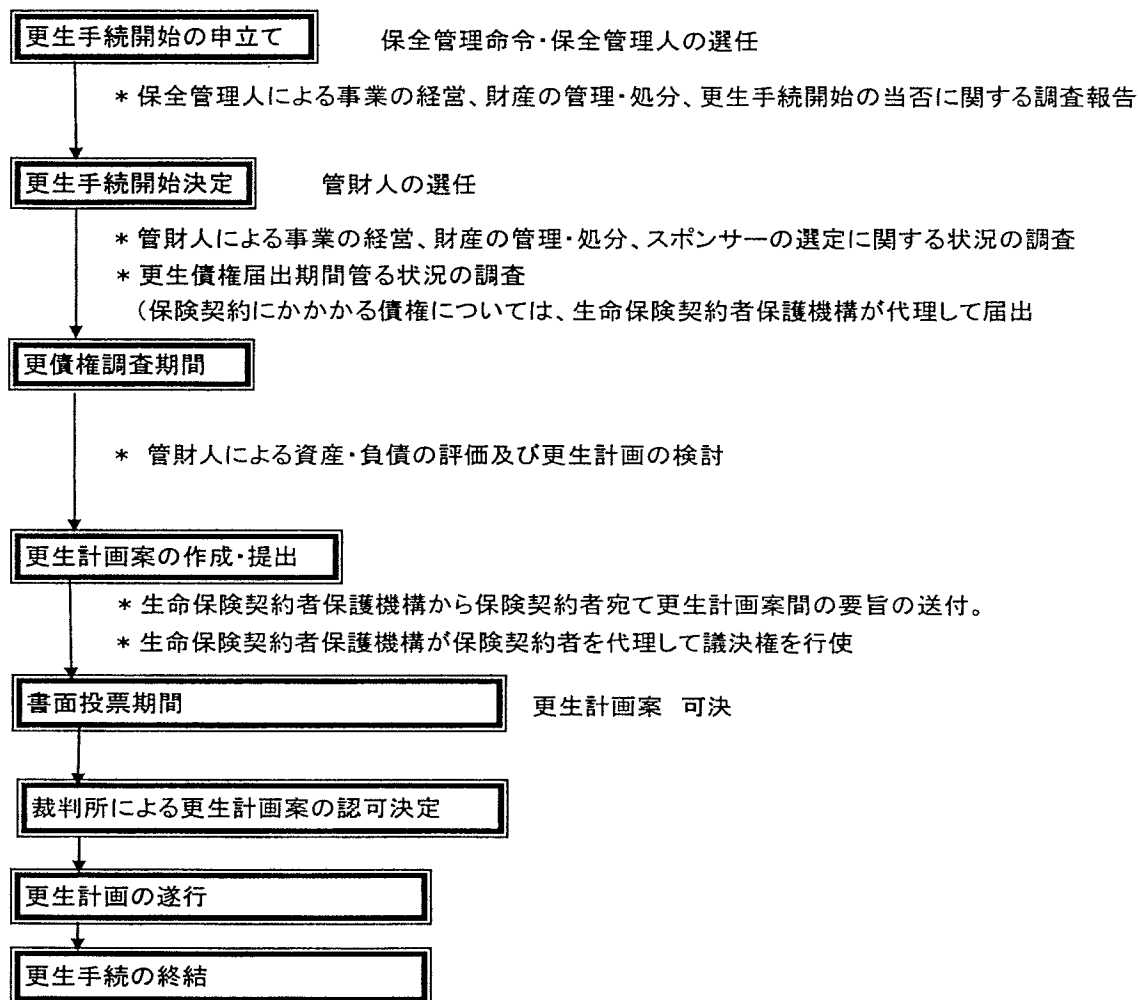 更生手続開始の申立て 保全管理命令・保全管理人の選任
* 保全管理人による事業の経営、財産の管理・処分、更生手続開始の当否に関する調査報告
更生手続開始決定 管財人の選任
* 管財人による事業の経営、財産の管理・処分、スポンサーの選定に関する状況の調査
* 更生債権届出期間管る状況の調査
(保険契約にかかかる債権については、生命保険契約者保護機構が代理して届出
更債権調査期間
* 管財人による資産・負債の評価及び更生計画の検討
更生計画案の作成・提出
* 生命保険契約者保護機構から保険契約者宛て更生計画案間の要旨の送付。
* 生命保険契約者保護機構が保険契約者を代理して議決権を行使
書面投票期間 更生計画案 可決
裁判所による更生計画案の認可決定
更生計画の遂行
更生手続の終結